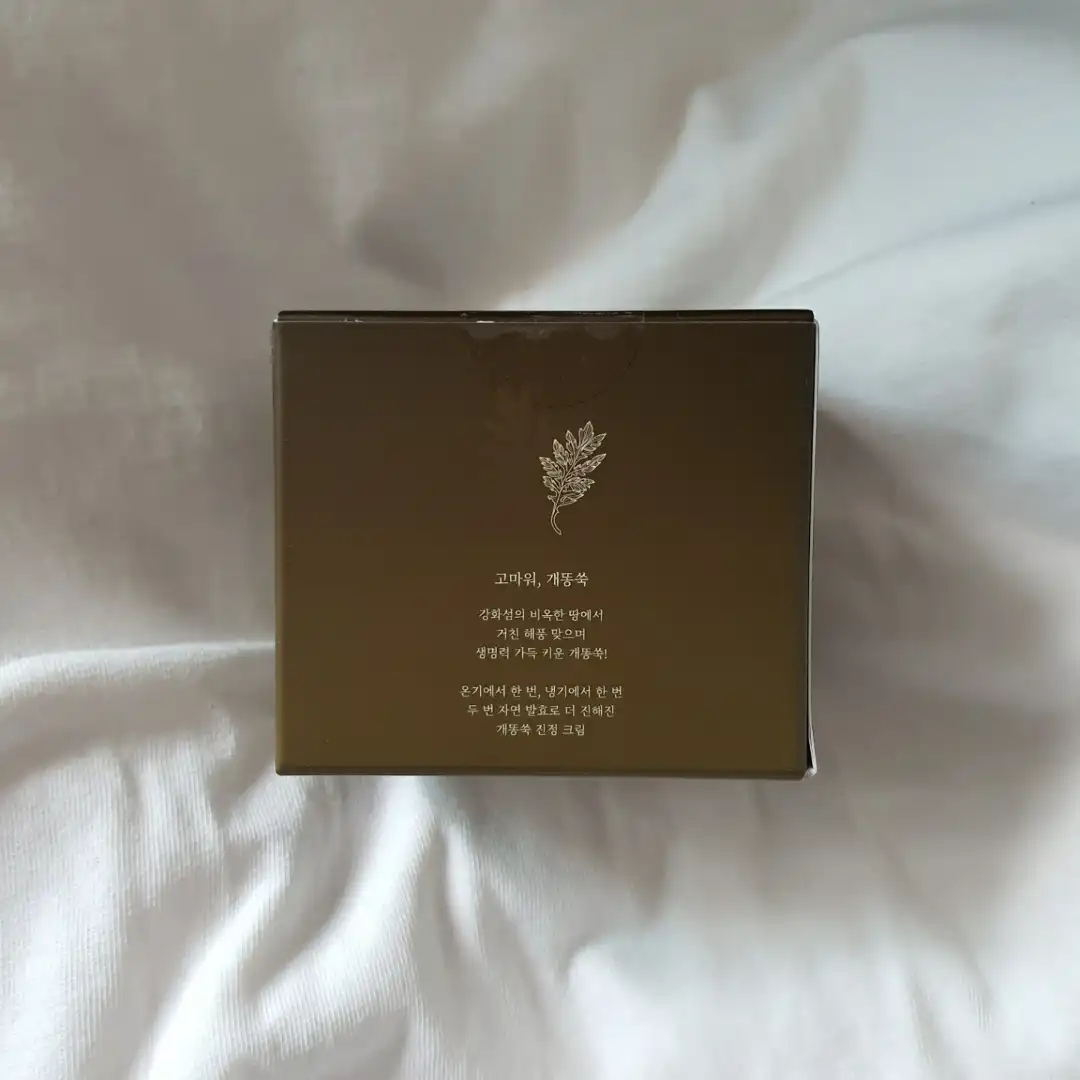 고마워, 개똥쑥
강화섬의 비옥한 땅에서
거친 해풍 맞으며
생명력 가득 키운 개똥쑥!
온기에서 한 번, 냉기에서 한 번
두 번 자연 발효로 더 진해진
개똥쑥 진정 크림